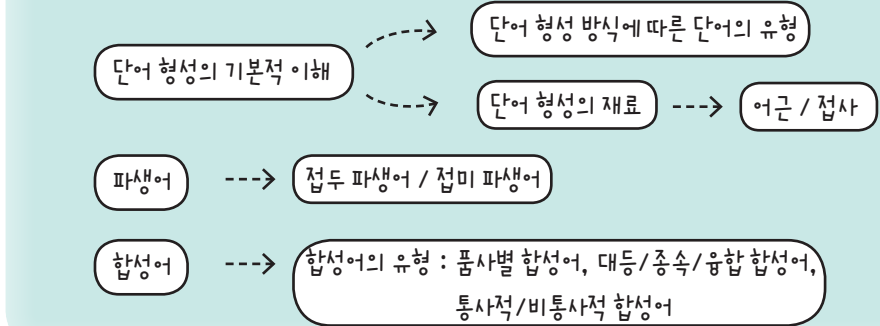 단어 형성 방식에 따른 단어의 유형
단어 형성의 기본적 이해
단어 형성의 재료
어근 / 접사
파생어
접두 파생어 / 접미 파생어
합성어
합성어의 유형 : 품사별 합성어, 대등/종속/융합 합성어,
통사적/비통사적 합성어